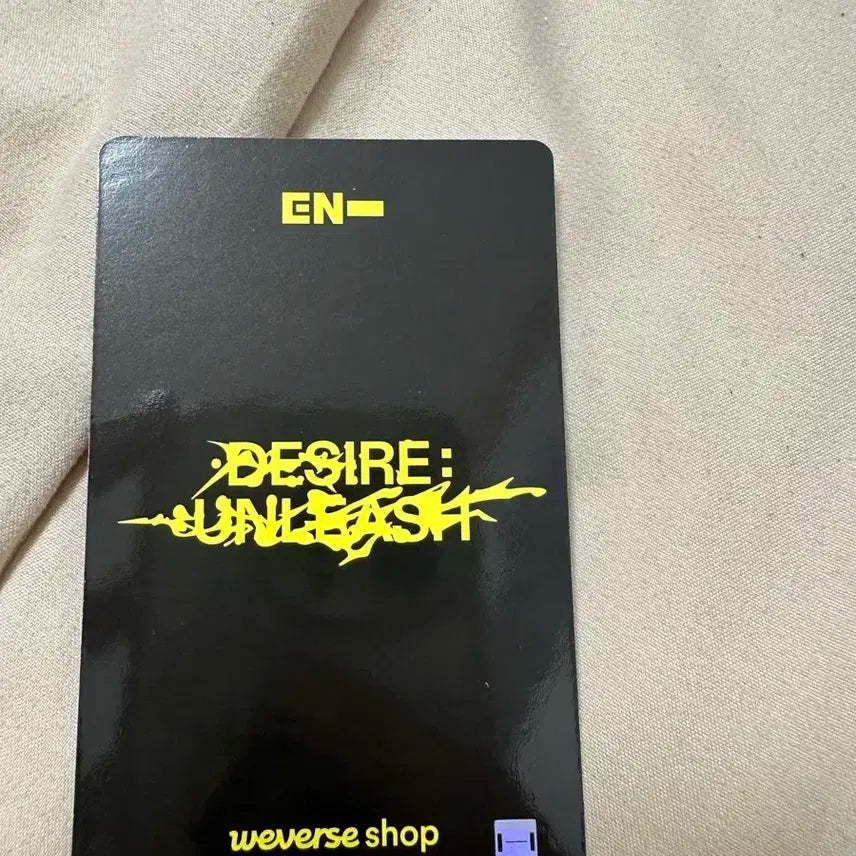 EN-
DESIRE:
UNLEASH
weverse shop